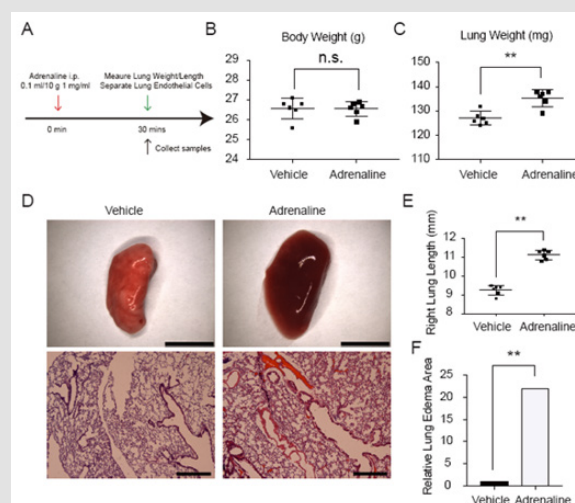 A
Adrenaline i.p.
0.1 ml/10 g 1 mg/ml
Meaure Lung Weight/Length
Separate Lung Endothelial Cells
0 min
30 mins
Collect samples
B
Body Weight (g)
n.s.
28
27
26
25
24
Vehicle
Adrenaline
C
Lung Weight (mg)
**
140
130
120
110
100
Vehicle
Adrenaline
D
Vehicle
Adrenaline
E
Right Lung Length (mm)
**
12
11
10
9
8
Vehicle
Adrenaline
F
Relative Lung Edema Area
**
25
20
15
10
5
0
Vehicle
Adrenaline